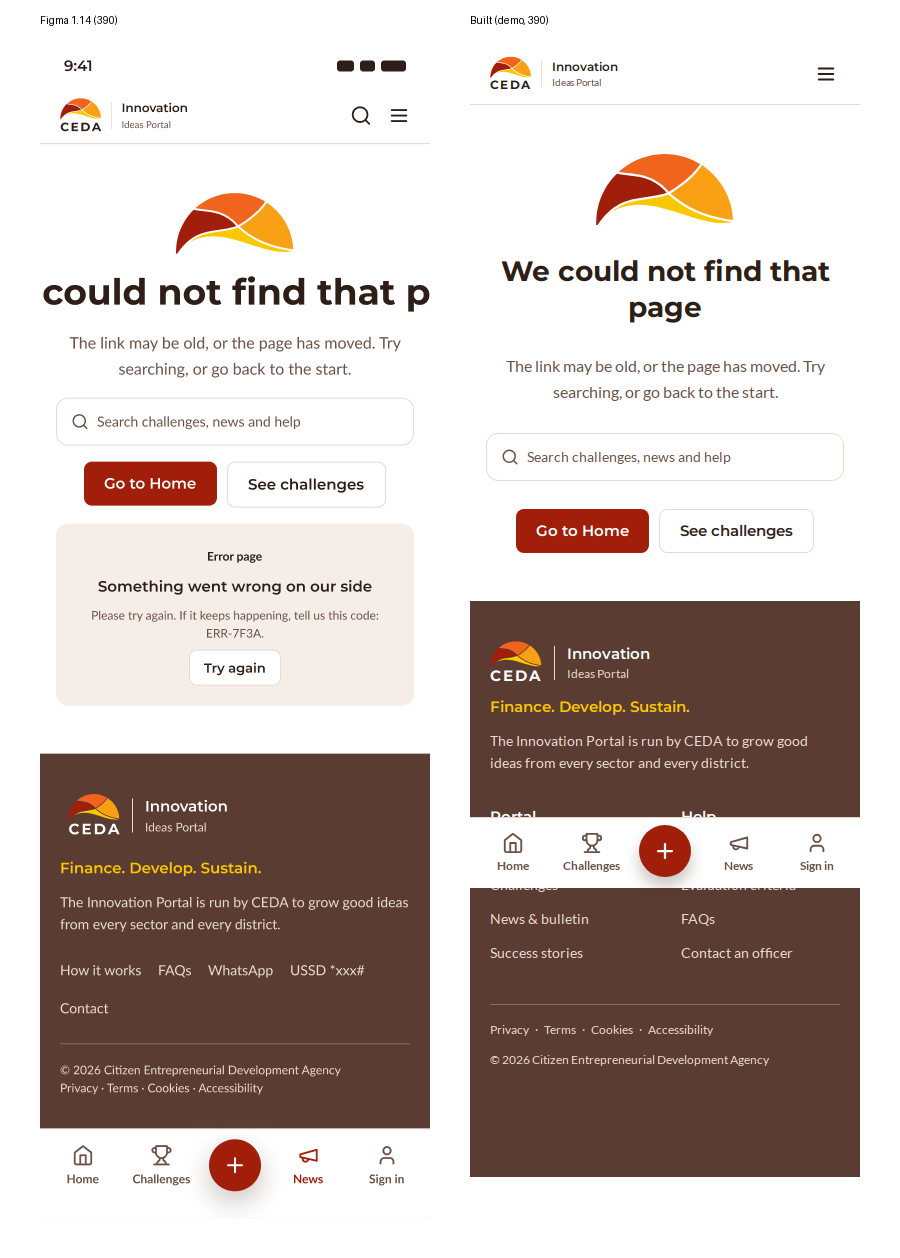 Figma 1.14 (390)
9:41
CEDA
Innovation
Ideas Portal
could not find that p
The link may be old, or the page has moved. Try
searching, or go back to the start.
Search challenges, news and help
Go to Home
See challenges
Error page
Something went wrong on our side
Please try again. If it keeps happening, tell us this code:
ERR-7F3A.
Try again
CEDA
Innovation
Ideas Portal
Finance. Develop. Sustain.
The Innovation Portal is run by CEDA to grow good ideas
from every sector and every district.
How it works FAQs WhatsApp USSD *xxx#
Contact
© 2026 Citizen Entrepreneurial Development Agency
Privacy · Terms · Cookies · Accessibility
Home Challenges + News Sign in
Built (demo, 390)
CEDA
Innovation
Ideas Portal
We could not find that
page
The link may be old, or the page has moved. Try
searching, or go back to the start.
Search challenges, news and help
Go to Home
See challenges
CEDA
Innovation
Ideas Portal
Finance. Develop. Sustain.
The Innovation Portal is run by CEDA to grow good
ideas from every sector and every district.
Portal Help
Home Challenges + News Sign in
Challenges Evaluation criteria
News & bulletin FAQs
Success stories Contact an officer
Privacy · Terms · Cookies · Accessibility
© 2026 Citizen Entrepreneurial Development Agency